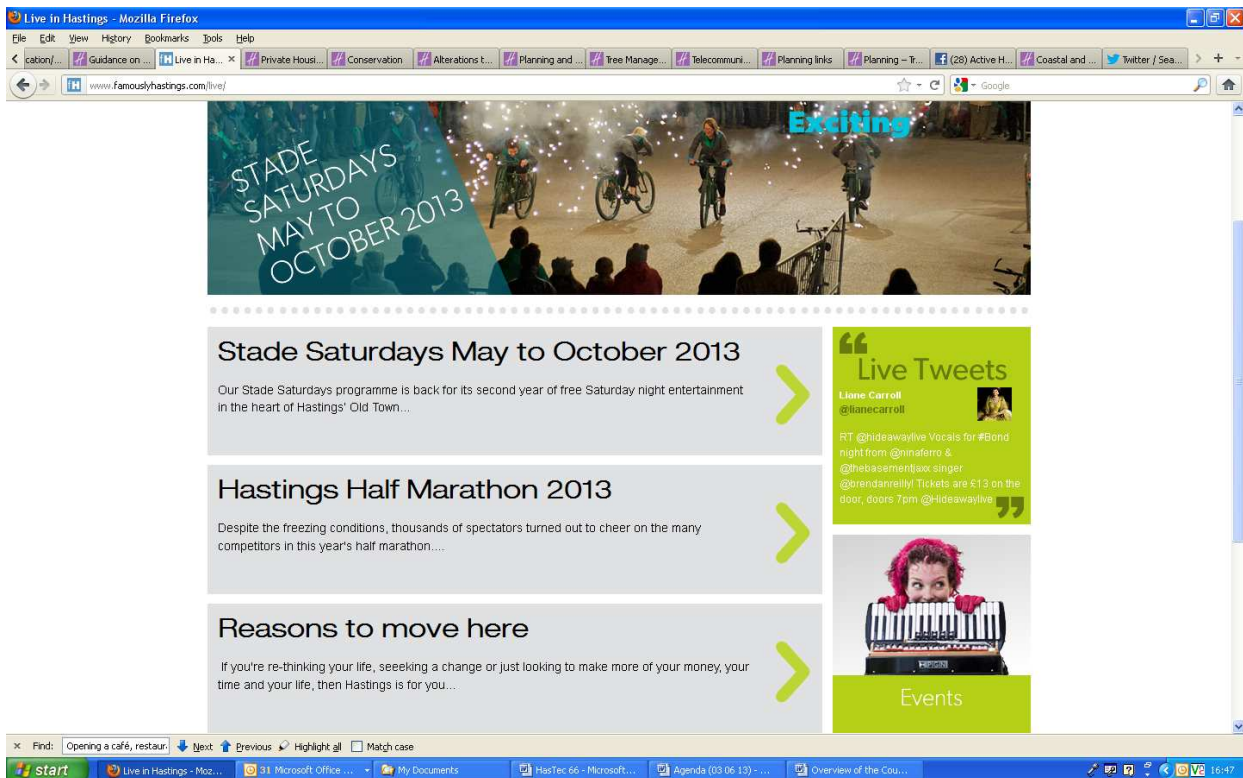 Live in Hastings - Mozilla Firefox
File Edit View History Bookmarks Tools Help
cation/... Guidance on ... Live in Ha... Private Housi... Conservation Alterations t... Planning and ... Tree Manage... Telecommuni... Planning links Planning – Tr... (28) Active H... Coastal and ... Twitter / Sea...
www.famouslyhastings.com/live/ Google
Exciting
STADE
SATURDAYS
MAY TO
OCTOBER 2013
Stade Saturdays May to October 2013
Our Stade Saturdays programme is back for its second year of free Saturday night entertainment
in the heart of Hastings' Old Town...
Hastings Half Marathon 2013
Despite the freezing conditions, thousands of spectators turned out to cheer on the many
competitors in this year's half marathon....
Reasons to move here
If you're re-thinking your life, seeeking a change or just looking to make more of your money, your
time and your life, then Hastings is for you...
“
Live Tweets
Liane Carroll
@lianecarroll
RT @hideawaylive Vocals for #Bond
night from @ninaferro &
@thebasementjaxx singer
@brendanreilly! Tickets are £13 on the
door, doors 7pm @Hideawaylive
”
Events
× Find: Opening a café, restaur Next Previous Highlight all Match case
start Live in Hastings - Moz... 31 Microsoft Office ... My Documents HasTec 66 - Microsoft... Agenda (03 06 13) - ... Overview of the Cou... 16:47